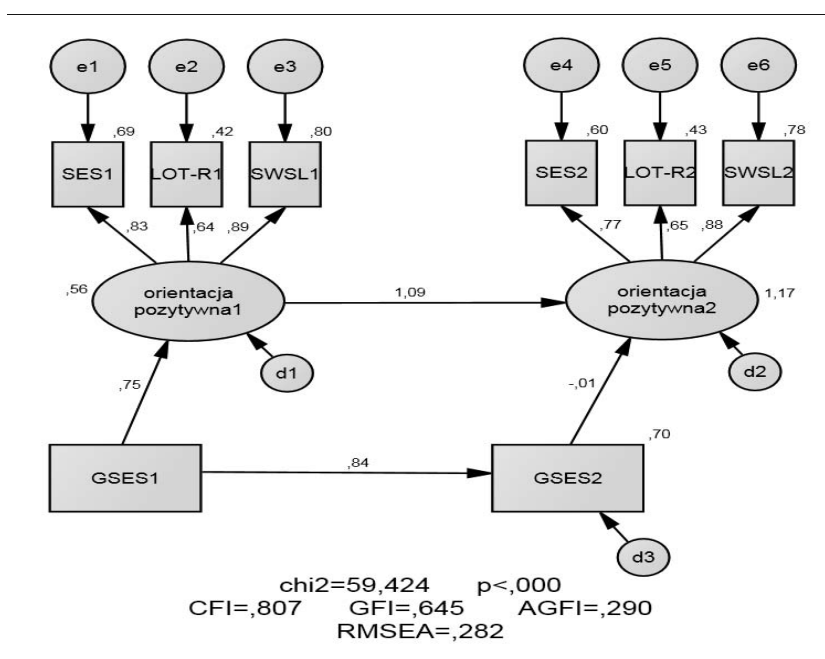 e1 e2 e3 e4 e5 e6
,69 ,42 ,80 ,60 ,43 ,78
SES1 LOT-R1 SWSL1 SES2 LOT-R2 SWSL2
,83 ,64 ,89 ,77 ,65 ,88
,56 orientacja pozytywna1 1,09 orientacja pozytywna2 1,17
d1 d2
,75 -,01
,70
GSES1 ,84 GSES2
d3
chi2=59,424 p<,000
CFI=,807 GFI=,645 AGFI=,290
RMSEA=,282